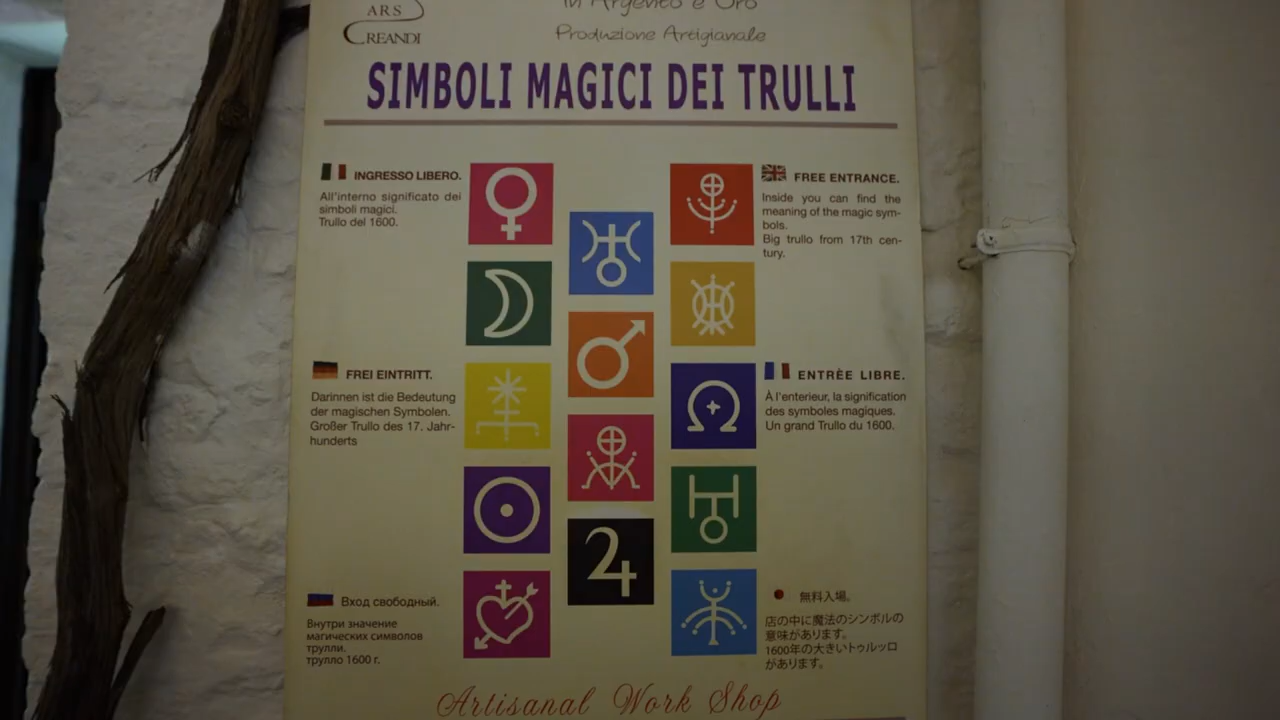 ARS
CREANDI
in Argento e Oro
Produzione Artigianale
SIMBOLI MAGICI DEI TRULLI
INGRESSO LIBERO.
All'interno significato dei
simboli magici.
Trullo del 1600.
FREE ENTRANCE.
Inside you can find the
meaning of the magic sym-
bols.
Big trullo from 17th cen-
tury.
FREI EINTRITT.
Darinnen ist die Bedeutung
der magischen Symbolen.
Großer Trullo des 17. Jahr-
hunderts
ENTRÈE LIBRE.
À l'enterieur, la signification
des symboles magiques.
Un grand Trullo du 1600.
Вход свободный.
Внутри значение
магических символов
трулли.
трулло 1600 г.
無料入場。
店の中に魔法のシンボルの
意味があります。
1600年の大きいトゥルッロ
があります。
Artisanal Work Shop